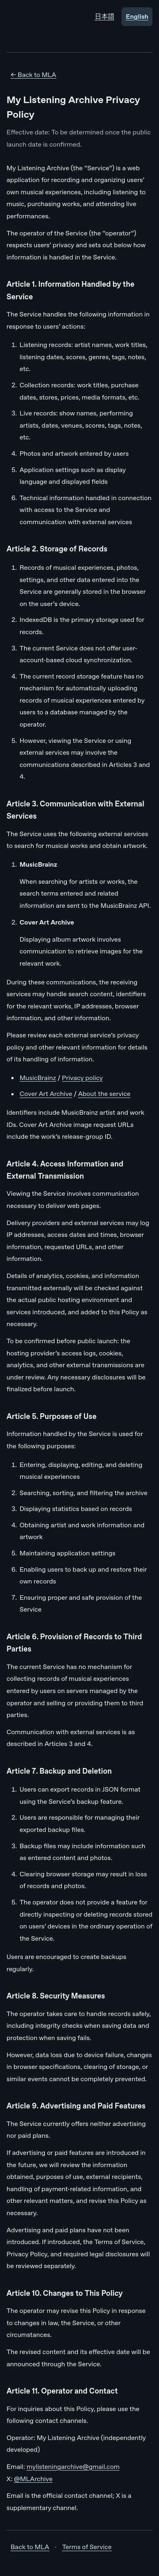 日本語 English
← Back to MLA
My Listening Archive Privacy
Policy
Effective date: To be determined once the public
launch date is confirmed.
My Listening Archive (the "Service") is a web
application for recording and organizing users'
own musical experiences, including listening to
music, purchasing works, and attending live
performances.
The operator of the Service (the "operator")
respects users' privacy and sets out below how
information is handled in the Service.
Article 1. Information Handled by the
Service
The Service handles the following information in
response to users' actions:
1. Listening records: artist names, work titles,
listening dates, scores, genres, tags, notes,
etc.
2. Collection records: work titles, purchase
dates, stores, prices, media formats, etc.
3. Live records: show names, performing
artists, dates, venues, scores, tags, notes,
etc.
4. Photos and artwork entered by users
5. Application settings such as display
language and displayed fields
6. Technical information handled in connection
with access to the Service and
communication with external services
Article 2. Storage of Records
1. Records of musical experiences, photos,
settings, and other data entered into the
Service are generally stored in the browser
on the user's device.
2. IndexedDB is the primary storage used for
records.
3. The current Service does not offer user-
account-based cloud synchronization.
4. The current record storage feature has no
mechanism for automatically uploading
records of musical experiences entered by
users to a database managed by the
operator.
5. However, viewing the Service or using
external services may involve the
communications described in Articles 3 and
4.
Article 3. Communication with External
Services
The Service uses the following external services
to search for musical works and obtain artwork.
1. MusicBrainz
When searching for artists or works, the
search terms entered and related
information are sent to the MusicBrainz API.
2. Cover Art Archive
Displaying album artwork involves
communication to retrieve images for the
relevant work.
During these communications, the receiving
services may handle search content, identifiers
for the relevant works, IP addresses, browser
information, and other information.
Please review each external service's privacy
policy and other relevant information for details
of its handling of information.
• MusicBrainz / Privacy policy
• Cover Art Archive / About the service
Identifiers include MusicBrainz artist and work
IDs. Cover Art Archive image request URLs
include the work's release-group ID.
Article 4. Access Information and
External Transmission
Viewing the Service involves communication
necessary to deliver web pages.
Delivery providers and external services may log
IP addresses, access dates and times, browser
information, requested URLs, and other
information.
Details of analytics, cookies, and information
transmitted externally will be checked against
the actual public hosting environment and
services introduced, and added to this Policy as
necessary.
To be confirmed before public launch: the
hosting provider's access logs, cookies,
analytics, and other external transmissions are
under review. Any necessary disclosures will be
finalized before launch.
Article 5. Purposes of Use
Information handled by the Service is used for
the following purposes:
1. Entering, displaying, editing, and deleting
musical experiences
2. Searching, sorting, and filtering the archive
3. Displaying statistics based on records
4. Obtaining artist and work information and
artwork
5. Maintaining application settings
6. Enabling users to back up and restore their
own records
7. Ensuring proper and safe provision of the
Service
Article 6. Provision of Records to Third
Parties
The current Service has no mechanism for
collecting records of musical experiences
entered by users on servers managed by the
operator and selling or providing them to third
parties.
Communication with external services is as
described in Articles 3 and 4.
Article 7. Backup and Deletion
1. Users can export records in JSON format
using the Service's backup feature.
2. Users are responsible for managing their
exported backup files.
3. Backup files may include information such
as entered content and photos.
4. Clearing browser storage may result in loss
of records and photos.
5. The operator does not provide a feature for
directly inspecting or deleting records stored
on users' devices in the ordinary operation of
the Service.
Users are encouraged to create backups
regularly.
Article 8. Security Measures
The operator takes care to handle records safely,
including integrity checks when saving data and
protection when saving fails.
However, data loss due to device failure, changes
in browser specifications, clearing of storage, or
similar events cannot be completely prevented.
Article 9. Advertising and Paid Features
The Service currently offers neither advertising
nor paid plans.
If advertising or paid features are introduced in
the future, we will review the information
obtained, purposes of use, external recipients,
handling of payment-related information, and
other relevant matters, and revise this Policy as
necessary.
Advertising and paid plans have not been
introduced. If introduced, the Terms of Service,
Privacy Policy, and required legal disclosures will
be reviewed separately.
Article 10. Changes to This Policy
The operator may revise this Policy in response
to changes in law, the Service, or other
circumstances.
The revised content and its effective date will be
announced through the Service.
Article 11. Operator and Contact
For inquiries about this Policy, please use the
following contact channels.
Operator: My Listening Archive (independently
developed)
Email: mylisteningarchive@gmail.com
X: @MLArchive
Email is the official contact channel; X is a
supplementary channel.
Back to MLA · Terms of Service